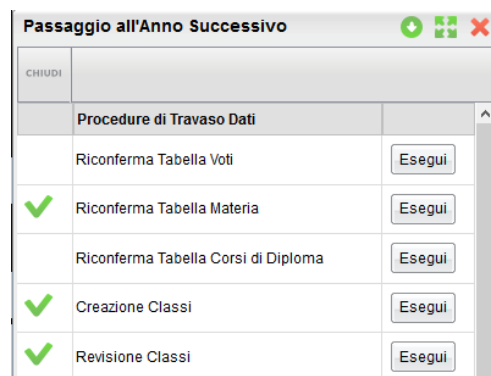 Passaggio all'Anno Successivo
CHIUDI
Procedure di Travaso Dati
Riconferma Tabella Voti Esegui
Riconferma Tabella Materia Esegui
Riconferma Tabella Corsi di Diploma Esegui
Creazione Classi Esegui
Revisione Classi Esegui